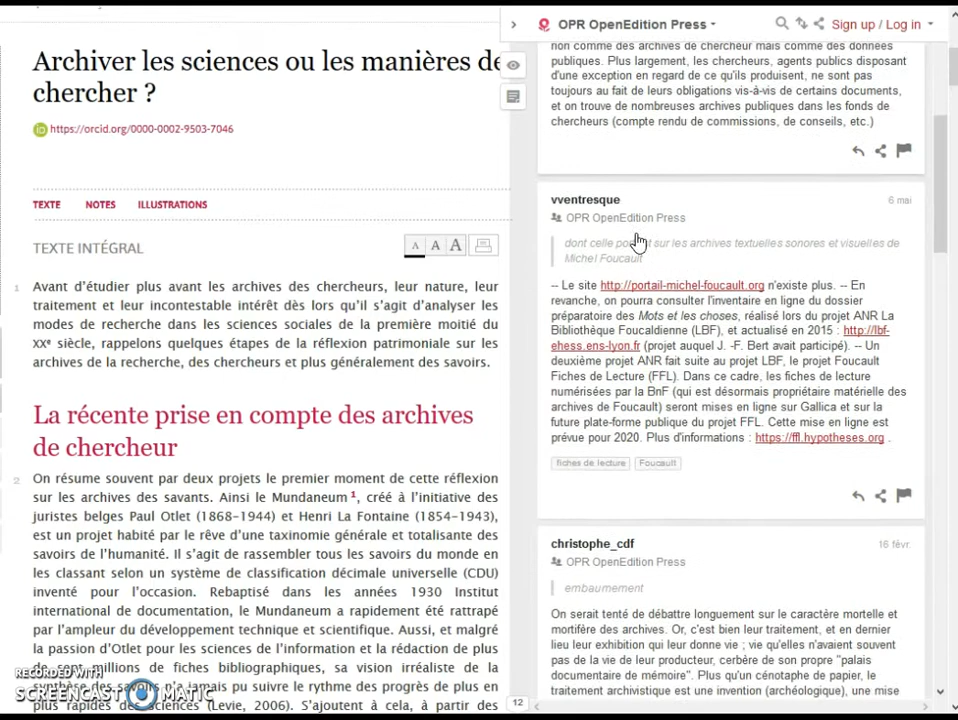 Archiver les sciences ou les manières de
chercher ?
https://orcid.org/0000-0002-9503-7046
TEXTE NOTES ILLUSTRATIONS
TEXTE INTÉGRAL
A A A
1 Avant d'étudier plus avant les archives des chercheurs, leur nature, leur
traitement et leur incontestable intérêt dès lors qu'il s'agit d'analyser les
modes de recherche dans les sciences sociales de la première moitié du
XXe siècle, rappelons quelques étapes de la réflexion patrimoniale sur les
archives de la recherche, des chercheurs et plus généralement des savoirs.
La récente prise en compte des archives
de chercheur
2 On résume souvent par deux projets le premier moment de cette réflexion
sur les archives des savants. Ainsi le Mundaneum 1, créé à l'initiative des
juristes belges Paul Otlet (1868-1944) et Henri La Fontaine (1854-1943),
est un projet habité par le rêve d'une taxinomie générale et totalisante des
savoirs de l'humanité. Il s'agit de rassembler tous les savoirs du monde en
les classant selon un système de classification décimale universelle (CDU)
inventé pour l'occasion. Rebaptisé dans les années 1930 Institut
international de documentation, le Mundaneum a rapidement été rattrapé
par l'ampleur du développement technique et scientifique. Aussi, et malgré
la passion d'Otlet pour les sciences de l'information et la rédaction de plus
de sept millions de fiches bibliographiques, sa vision irréaliste de la
synthèse des savoirs n'a jamais pu suivre le rythme des progrès de plus en
plus rapides des sciences (Levie, 2006). S'ajoutent à cela, à partir des
RECORDED WITH
SCREENCAST MATIC
OPR OpenEdition Press
Sign up / Log in
non comme des archives de chercheur mais comme des données
publiques. Plus largement, les chercheurs, agents publics disposant
d'une exception en regard de ce qu'ils produisent, ne sont pas
toujours au fait de leurs obligations vis-à-vis de certains documents,
et on trouve de nombreuses archives publiques dans les fonds de
chercheurs (compte rendu de commissions, de conseils, etc.)
vventresque 6 mai
OPR OpenEdition Press
dont celle portant sur les archives textuelles sonores et visuelles de
Michel Foucault
-- Le site http://portail-michel-foucault.org n'existe plus. -- En
revanche, on pourra consulter l'inventaire en ligne du dossier
préparatoire des Mots et les choses, réalisé lors du projet ANR La
Bibliothèque Foucaldienne (LBF), et actualisé en 2015 : http://lbf-
ehess.ens-lyon.fr (projet auquel J. -F. Bert avait participé). -- Un
deuxième projet ANR fait suite au projet LBF, le projet Foucault
Fiches de Lecture (FFL). Dans ce cadre, les fiches de lecture
numérisées par la BnF (qui est désormais propriétaire matérielle des
archives de Foucault) seront mises en ligne sur Gallica et sur la
future plate-forme publique du projet FFL. Cette mise en ligne est
prévue pour 2020. Plus d'informations : https://ffl.hypotheses.org .
fiches de lecture Foucault
christophe_cdf 16 févr.
OPR OpenEdition Press
embaumement
On serait tenté de débattre longuement sur le caractère mortelle et
mortifère des archives. Or, c'est bien leur traitement, et en dernier
lieu leur exhibition qui leur donne vie ; vie qu'elles n'avaient souvent
pas de la vie de leur producteur, cerbère de son propre "palais
documentaire de mémoire". Plus qu'un cénotaphe de papier, le
traitement archivistique est une invention (archéologique), une mise
12